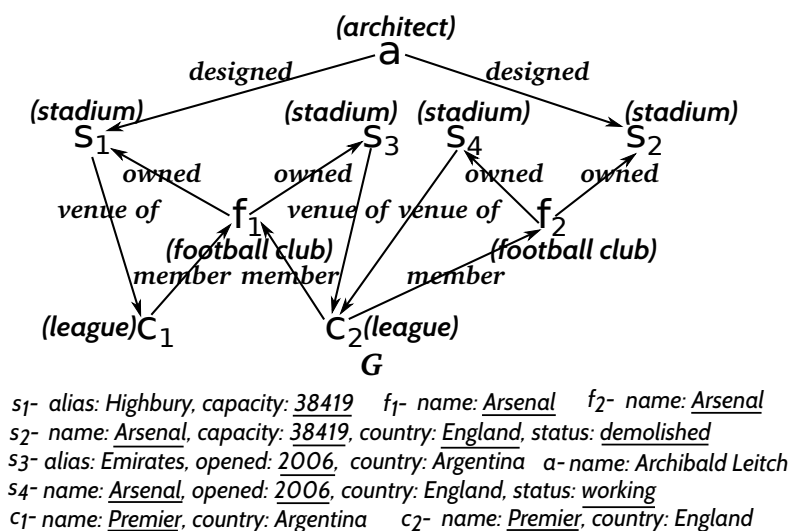 (architect)
a
designed designed
(stadium) (stadium) (stadium) (stadium)
s1 s3 s4 s2
owned owned owned owned
venue of f1 venue of venue of f2
(football club) (football club)
member member member
(league) c1 c2 (league)
G
s1- alias: Highbury, capacity: 38419 f1- name: Arsenal f2- name: Arsenal
s2- name: Arsenal, capacity: 38419, country: England, status: demolished
s3- alias: Emirates, opened: 2006, country: Argentina a- name: Archibald Leitch
s4- name: Arsenal, opened: 2006, country: England, status: working
c1- name: Premier, country: Argentina c2- name: Premier, country: England